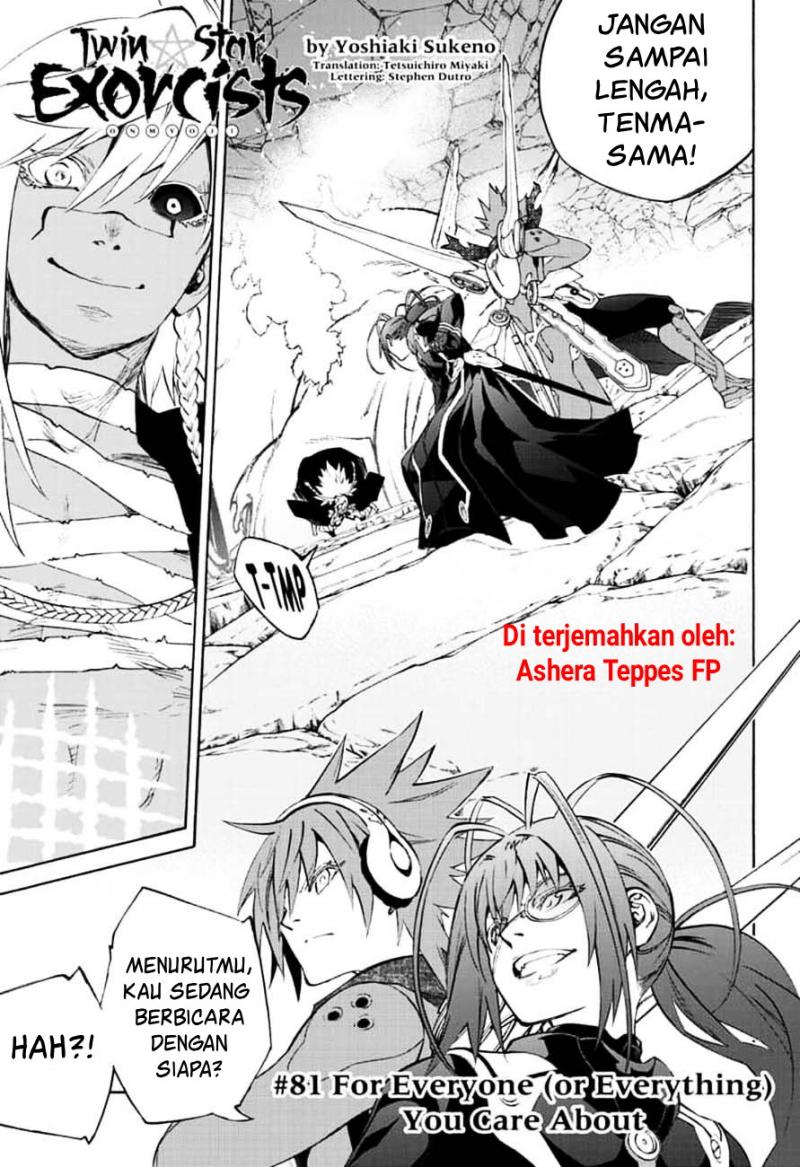 Twin Star
Exorcists
ONMYOJI
by Yoshiaki Sukeno
Translation: Tetsuichiro Miyaki
Lettering: Stephen Dutro
JANGAN
SAMPAI
LENGAH,
TENMA-
SAMA!
T-TMP
Di terjemahkan oleh:
Ashera Teppes FP
MENURUTMU,
KAU SEDANG
BERBICARA
DENGAN
SIAPA?
HAH?!
#81 For Everyone (or Everything)
You Care About